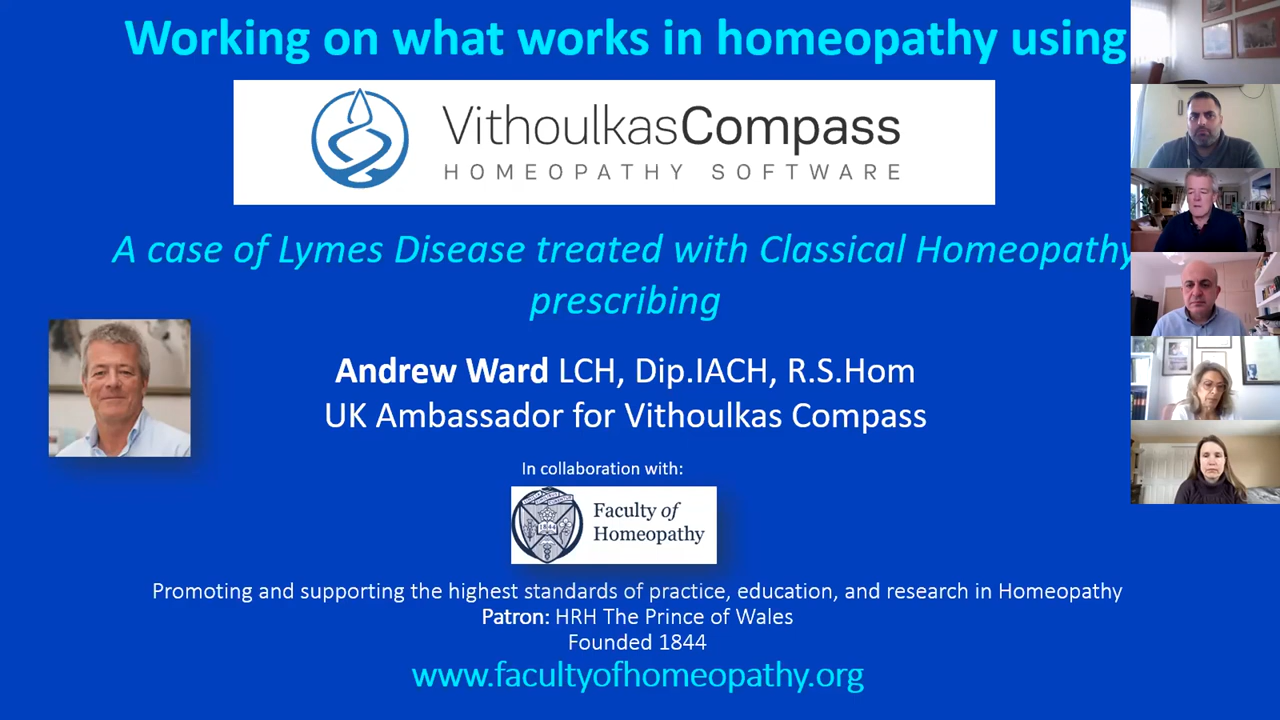 Working on what works in homeopathy using
VithoulkasCompass
HOMEOPATHY SOFTWARE
A case of Lymes Disease treated with Classical Homeopathy
prescribing
Andrew Ward LCH, Dip.IACH, R.S.Hom
UK Ambassador for Vithoulkas Compass
In collaboration with:
1844
Faculty of
Homeopathy
Promoting and supporting the highest standards of practice, education, and research in Homeopathy
Patron: HRH The Prince of Wales
Founded 1844
www.facultyofhomeopathy.org